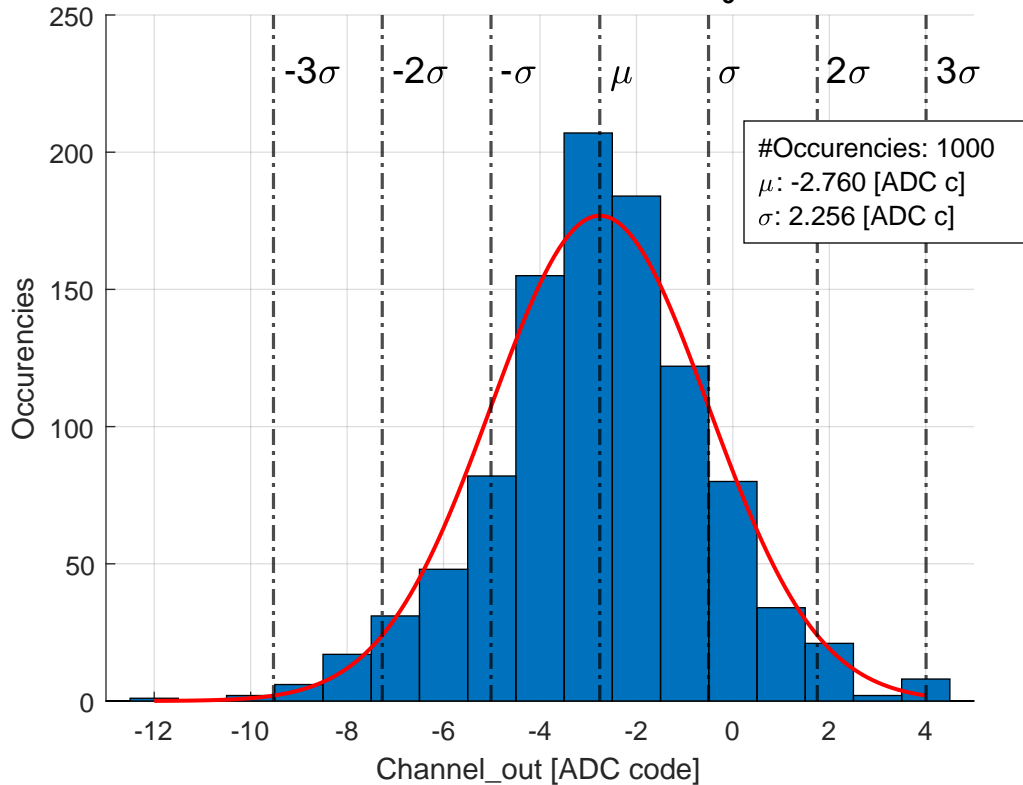 250
200
150
100
50
0
Occurencies
-3σ
-2σ
-σ
μ
σ
2σ
3σ
#Occurencies: 1000
μ: -2.760 [ADC c]
σ: 2.256 [ADC c]
-12
-10
-8
-6
-4
-2
0
2
4
Channel_out [ADC code]